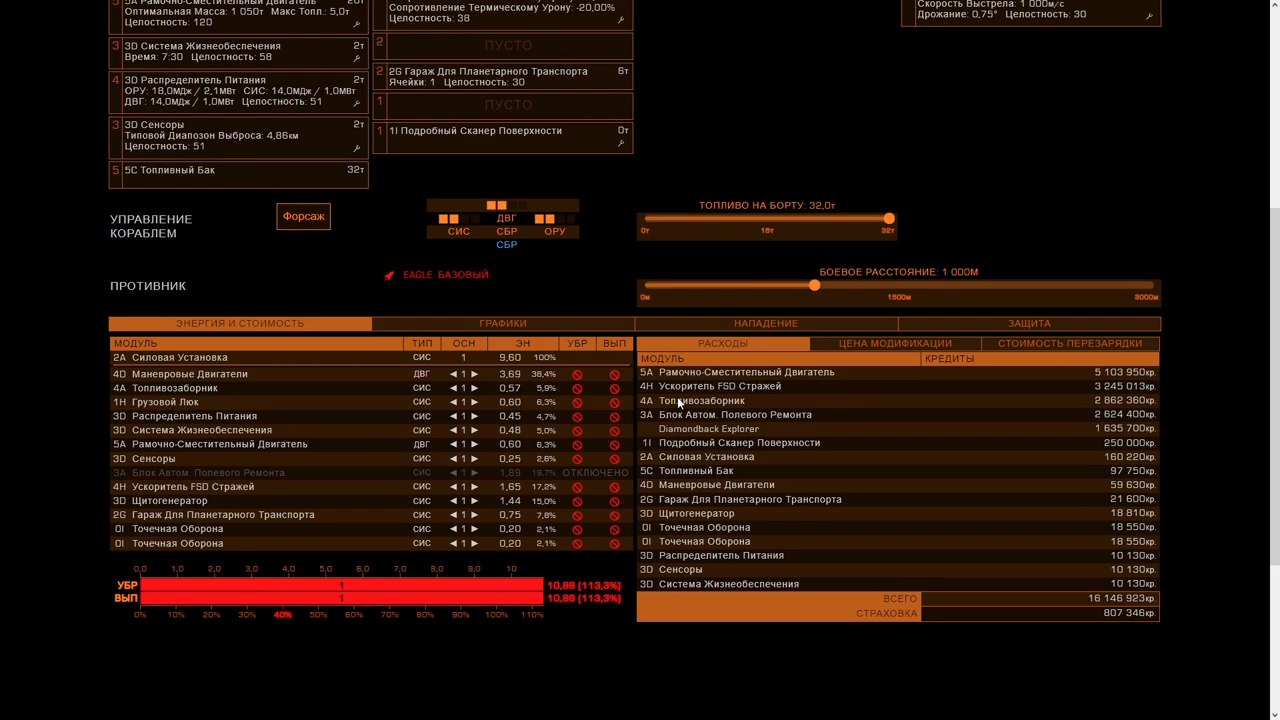 5A Рамочно-Сместительный Двигатель 20т
Оптимальная Масса: 1 050т Макс Топл.: 5,0т
Целостность: 120
3 3D Система Жизнеобеспечения 2т
Время: 7:30 Целостность: 58
4 3D Распределитель Питания 2т
ОРУ: 18,0МДж / 2,1МВт СИС: 14,0МДж / 1,0МВт
ДВГ: 14,0МДж / 1,0МВт Целостность: 51
3 3D Сенсоры 2т
Типовой Диапозон Выброса: 4,86км
Целостность: 51
5 5C Топливный Бак 32т
Сопротивление Термическому Урону: -20,00%
Целостность: 38
2 ПУСТО
2 2G Гараж Для Планетарного Транспорта 6т
Ячейки: 1 Целостность: 30
1 ПУСТО
1 1I Подробный Сканер Поверхности 0т
Скорость Выстрела: 1 000м/с
Дрожание: 0,75° Целостность: 30
УПРАВЛЕНИЕ
КОРАБЛЕМ
Форсаж
ДВГ
СИС СБР ОРУ
СБР
ТОПЛИВО НА БОРТУ: 32,0т
0т 16т 32т
ПРОТИВНИК
EAGLE БАЗОВЫЙ
БОЕВОЕ РАССТОЯНИЕ: 1 000М
0м 1500м 3000м
ЭНЕРГИЯ И СТОИМОСТЬ ГРАФИКИ НАПАДЕНИЕ ЗАЩИТА
МОДУЛЬ ТИП ОСН ЭН УБР ВЫП
2A Силовая Установка СИС 1 9,60 100%
4D Маневровые Двигатели ДВГ ◄ 1 ► 3,69 38,4%
4A Топливозаборник СИС ◄ 1 ► 0,57 5,9%
1H Грузовой Люк СИС ◄ 1 ► 0,60 6,3%
3D Распределитель Питания СИС ◄ 1 ► 0,45 4,7%
3D Система Жизнеобеспечения СИС ◄ 1 ► 0,48 5,0%
5A Рамочно-Сместительный Двигатель ДВГ ◄ 1 ► 0,60 6,3%
3D Сенсоры СИС ◄ 1 ► 0,25 2,6%
3A Блок Автом. Полевого Ремонта СИС ◄ 1 ► 1,89 19,7% ОТКЛЮЧЕНО
4H Ускоритель FSD Стражей СИС ◄ 1 ► 1,65 17,2%
3D Щитогенератор СИС ◄ 1 ► 1,44 15,0%
2G Гараж Для Планетарного Транспорта СИС ◄ 1 ► 0,75 7,8%
0I Точечная Оборона СИС ◄ 1 ► 0,20 2,1%
0I Точечная Оборона СИС ◄ 1 ► 0,20 2,1%
0,0 1,0 2,0 3,0 4,0 5,0 6,0 7,0 8,0 9,0 10
УБР 1 10,88 (113,3%)
ВЫП 1 10,88 (113,3%)
0% 10% 20% 30% 40% 50% 60% 70% 80% 90% 100% 110%
РАСХОДЫ ЦЕНА МОДИФИКАЦИИ СТОИМОСТЬ ПЕРЕЗАРЯДКИ
МОДУЛЬ КРЕДИТЫ
5A Рамочно-Сместительный Двигатель 5 103 950кр.
4H Ускоритель FSD Стражей 3 245 013кр.
4A Топливозаборник 2 862 360кр.
3A Блок Автом. Полевого Ремонта 2 624 400кр.
Diamondback Explorer 1 635 700кр.
1I Подробный Сканер Поверхности 250 000кр.
2A Силовая Установка 160 220кр.
5C Топливный Бак 97 750кр.
4D Маневровые Двигатели 59 630кр.
2G Гараж Для Планетарного Транспорта 21 600кр.
3D Щитогенератор 18 810кр.
0I Точечная Оборона 18 550кр.
0I Точечная Оборона 18 550кр.
3D Распределитель Питания 10 130кр.
3D Сенсоры 10 130кр.
3D Система Жизнеобеспечения 10 130кр.
ВСЕГО 16 146 923кр.
СТРАХОВКА 807 346кр.